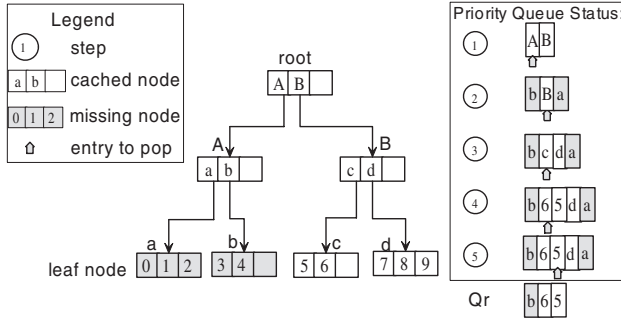 Legend
1 step
a b cached node
0 1 2 missing node
entry to pop
root
A B
A
B
a b
c d
a
b
c
d
leaf node
0 1 2
3 4
5 6
7 8 9
Priority Queue Status:
1 A B
2 b B a
3 b c d a
4 b 6 5 d a
5 b 6 5 d a
Qr b 6 5